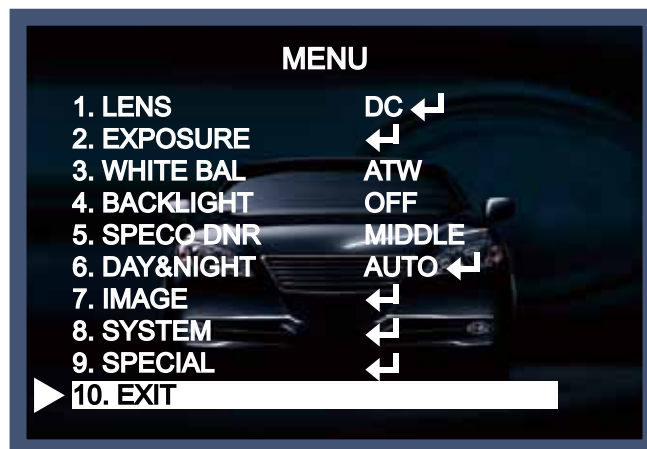 MENU
1. LENS DC ↵
2. EXPOSURE ↵
3. WHITE BAL ATW
4. BACKLIGHT OFF
5. SPECO DNR MIDDLE
6. DAY&NIGHT AUTO ↵
7. IMAGE ↵
8. SYSTEM ↵
9. SPECIAL ↵
10. EXIT